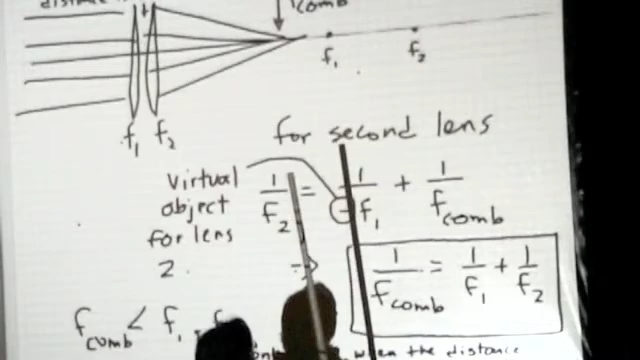 distance
f comb
f₁ f₂
f₁ f₂
for second lens
virtual object for lens 2
1/f₂ = -1/f₁ + 1/f comb
⇒ 1/f comb = 1/f₁ + 1/f₂
f comb < f₁,
when the distance